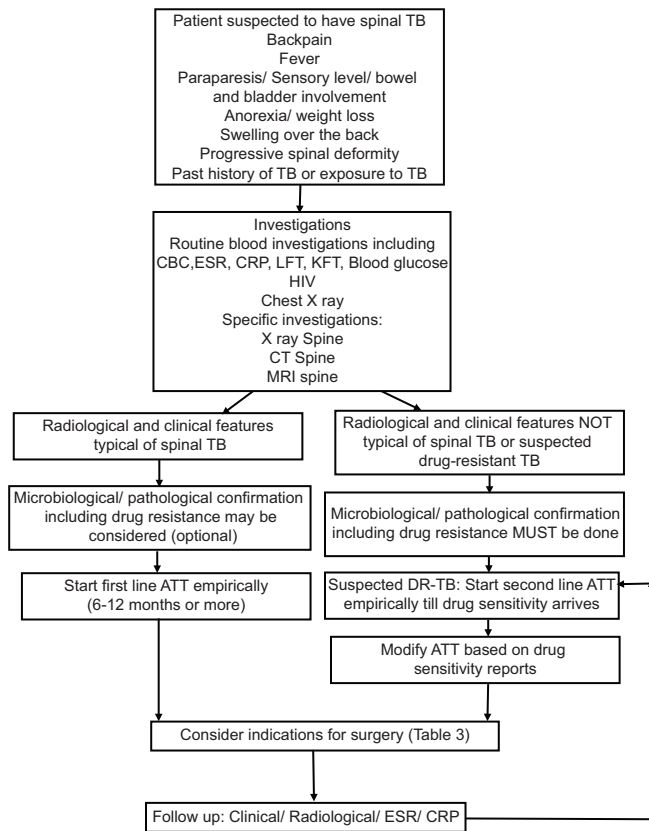 Patient suspected to have spinal TB
Backpain
Fever
Paraparesis/ Sensory level/ bowel
and bladder involvement
Anorexia/ weight loss
Swelling over the back
Progressive spinal deformity
Past history of TB or exposure to TB
Investigations
Routine blood investigations including
CBC,ESR, CRP, LFT, KFT, Blood glucose
HIV
Chest X ray
Specific investigations:
X ray Spine
CT Spine
MRI spine
Radiological and clinical features
typical of spinal TB
Radiological and clinical features NOT
typical of spinal TB or suspected
drug-resistant TB
Microbiological/ pathological confirmation
including drug resistance may be
considered (optional)
Microbiological/ pathological confirmation
including drug resistance MUST be done
Start first line ATT empirically
(6-12 months or more)
Suspected DR-TB: Start second line ATT
empirically till drug sensitivity arrives
Modify ATT based on drug
sensitivity reports
Consider indications for surgery (Table 3)
Follow up: Clinical/ Radiological/ ESR/ CRP